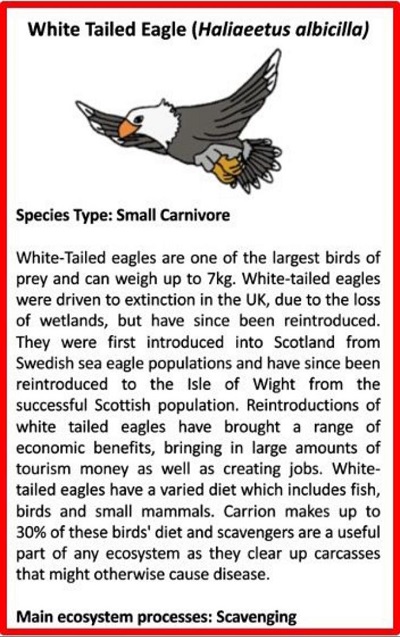 White Tailed Eagle (Haliaeetus albicilla)
Species Type: Small Carnivore
White-Tailed eagles are one of the largest birds of
prey and can weigh up to 7kg. White-tailed eagles
were driven to extinction in the UK, due to the loss
of wetlands, but have since been reintroduced.
They were first introduced into Scotland from
Swedish sea eagle populations and have since been
reintroduced to the Isle of Wight from the
successful Scottish population. Reintroductions of
white tailed eagles have brought a range of
economic benefits, bringing in large amounts of
tourism money as well as creating jobs. White-
tailed eagles have a varied diet which includes fish,
birds and small mammals. Carrion makes up to
30% of these birds' diet and scavengers are a useful
part of any ecosystem as they clear up carcasses
that might otherwise cause disease.
Main ecosystem processes: Scavenging